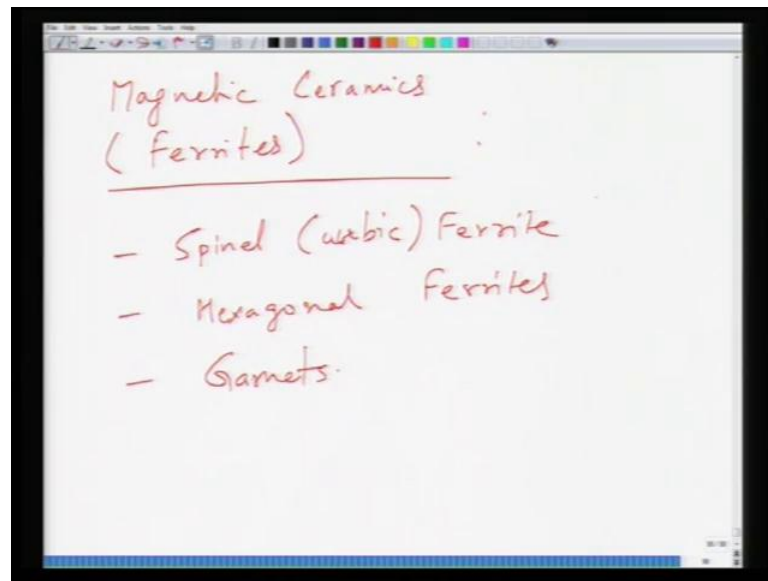 Magnetic Ceramics
(Ferrites)
- Spinel (cubic) Ferrite
- Hexagonal Ferrites
- Garnets.